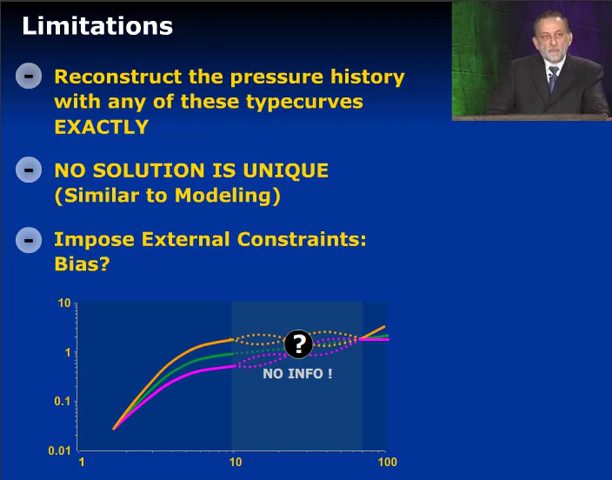 Limitations
- Reconstruct the pressure history
with any of these typecurves
EXACTLY
- NO SOLUTION IS UNIQUE
(Similar to Modeling)
- Impose External Constraints:
Bias?
10
1
0.1
0.01
?
NO INFO !
1 10 100